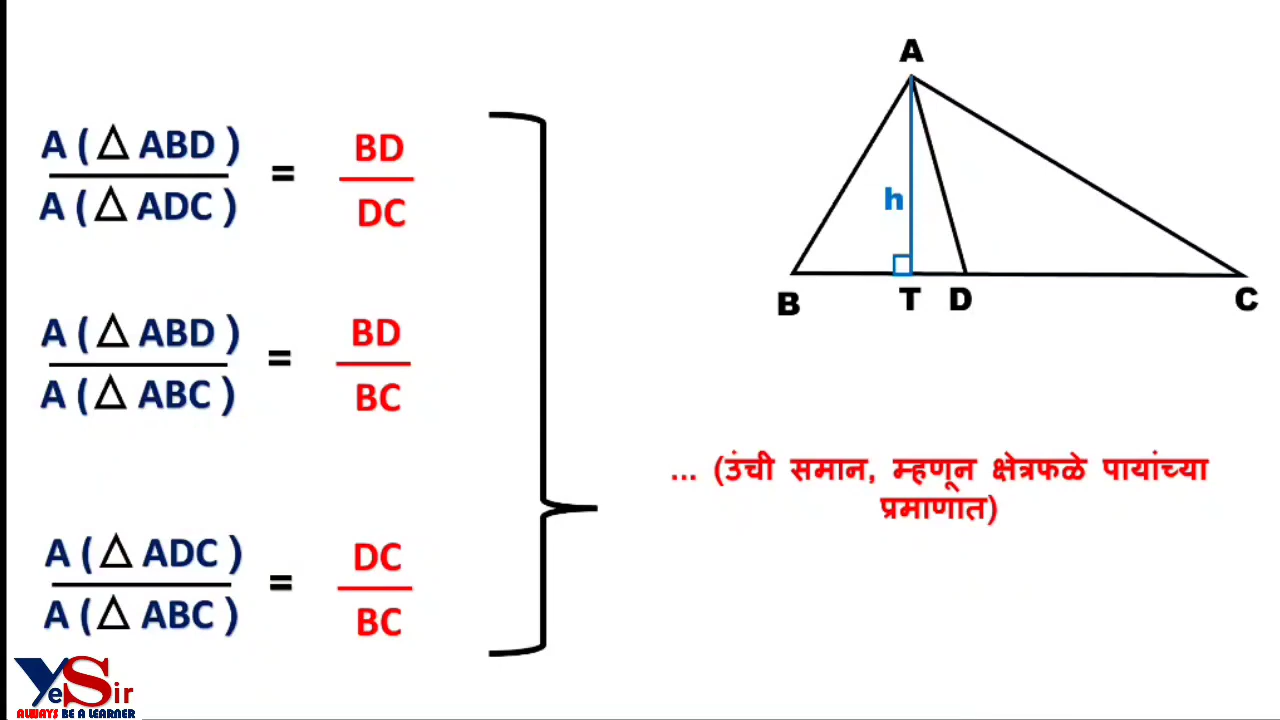 A ( △ ABD )
A ( △ ADC )
=
BD
DC
A ( △ ABD )
A ( △ ABC )
=
BD
BC
A ( △ ADC )
A ( △ ABC )
=
DC
BC
A
h
B
T
D
C
... (उंची समान, म्हणून क्षेत्रफळे पायांच्या
प्रमाणात)
YeSir
ALWAYS BE A LEARNER